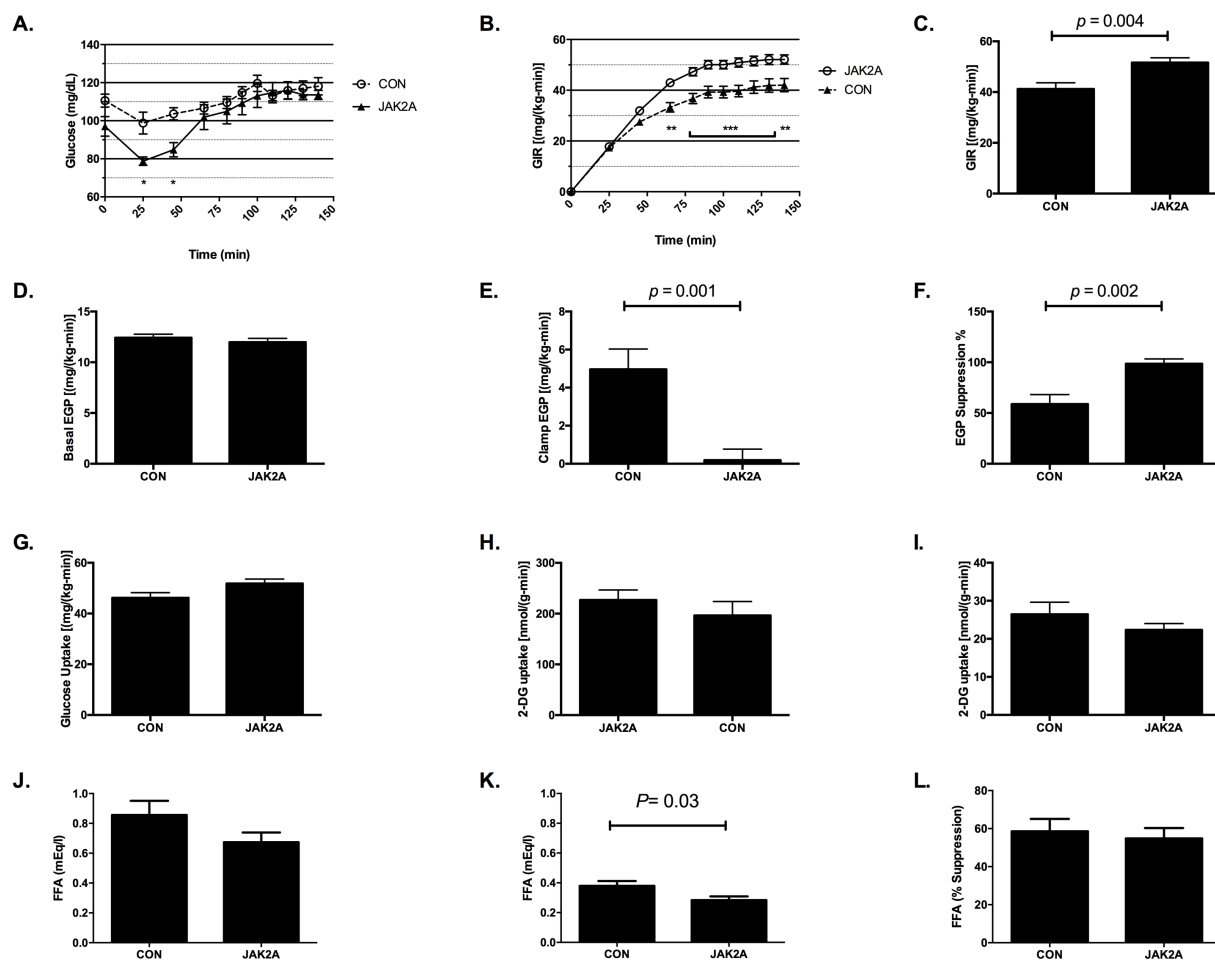 A.
Glucose (mg/dL)
140
120
100
80
60
0
25
50
75
100
125
150
* *
Time (min)
CON
JAK2A
B.
GIR [(mg/(kg-min)]
60
40
20
0
0
25
50
75
100
125
150
** *** **
Time (min)
JAK2A
CON
C.
p = 0.004
GIR [(mg/(kg-min)]
60
40
20
0
CON JAK2A
D.
Basal EGP [(mg/(kg-min)]
15
10
5
0
CON JAK2A
E.
p = 0.001
Clamp EGP [(mg/(kg-min)]
8
6
4
2
0
CON JAK2A
F.
p = 0.002
EGP Suppression %
150
100
50
0
CON JAK2A
G.
Glucose Uptake [(mg/(kg-min)]
60
40
20
0
CON JAK2A
H.
2-DG uptake [nmol/(g-min)]
300
200
100
0
JAK2A CON
I.
2-DG uptake [nmol/(g-min)]
40
30
20
10
0
CON JAK2A
J.
FFA (mEq/l)
1.0
0.8
0.6
0.4
0.2
0.0
CON JAK2A
K.
P= 0.03
FFA (mEq/l)
1.0
0.8
0.6
0.4
0.2
0.0
CON JAK2A
L.
FFA (% Suppression)
80
60
40
20
0
CON JAK2A